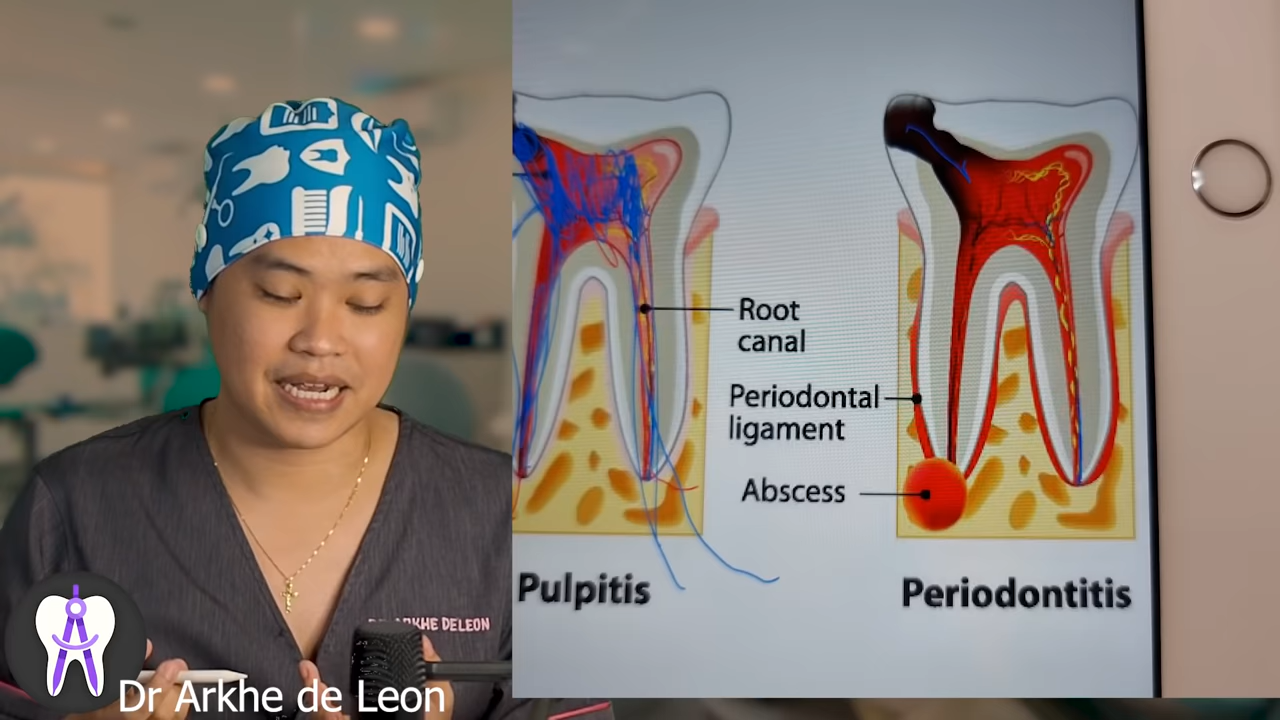 Root
canal
Periodontal
ligament
Abscess
Pulpitis
Periodontitis
DR. ARKHE DELEON
Dr Arkhe de Leon